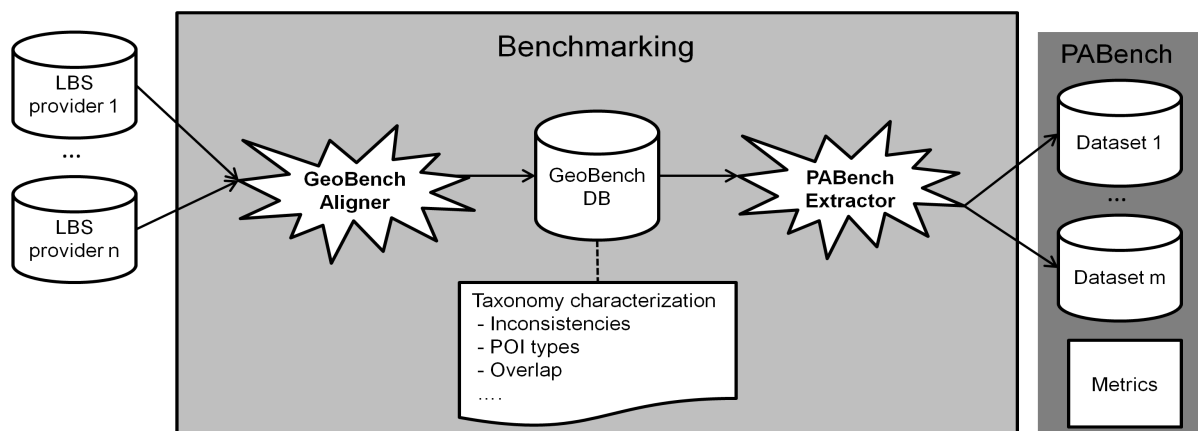 Benchmarking
LBS
provider 1
...
LBS
provider n
GeoBench
Aligner
GeoBench
DB
Taxonomy characterization
- Inconsistencies
- POI types
- Overlap
....
PABench
Extractor
PABench
Dataset 1
...
Dataset m
Metrics